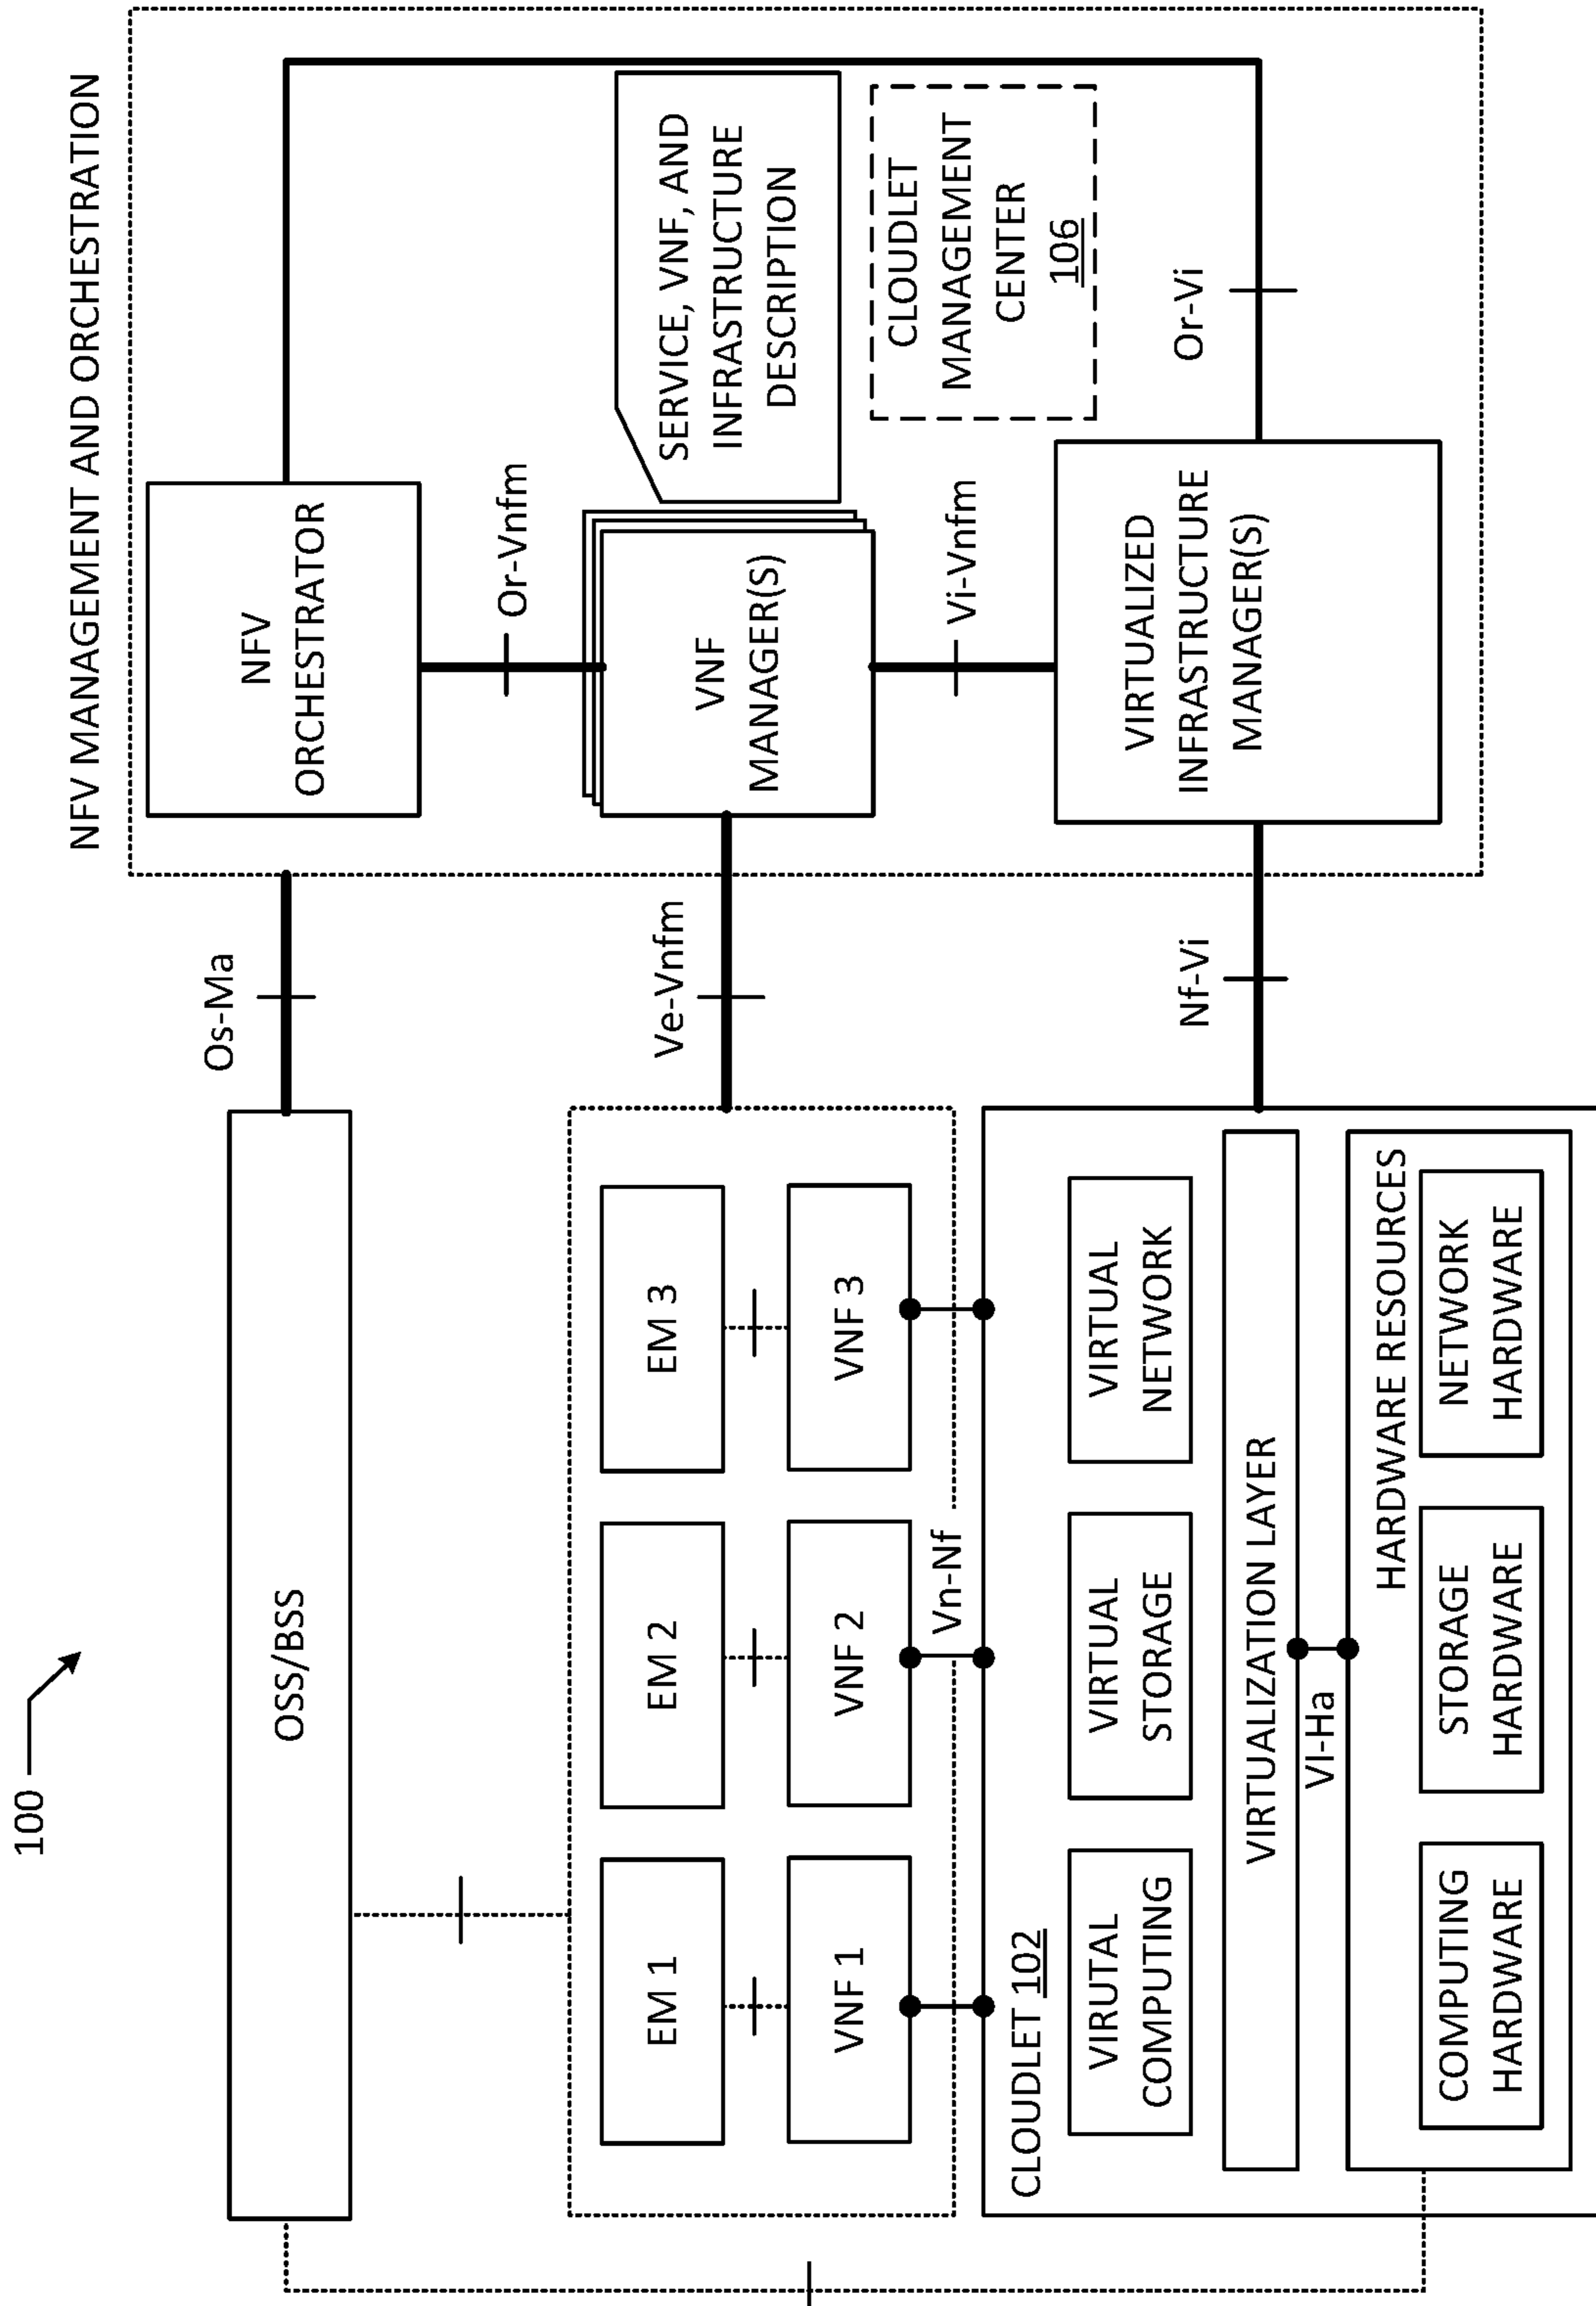 100
NFV MANAGEMENT AND ORCHESTRATION
OSS/BSS
Os-Ma
NFV
ORCHESTRATOR
Or-Vnfm
EM 1
EM 2
EM 3
VNF 1
VNF 2
VNF 3
Ve-Vnfm
VNF
MANAGER(S)
SERVICE, VNF, AND
INFRASTRUCTURE
DESCRIPTION
Vn-Nf
Vi-Vnfm
CLOUDLET
MANAGEMENT
CENTER
106
CLOUDLET 102
VIRUTAL
COMPUTING
VIRTUAL
STORAGE
VIRTUAL
NETWORK
Nf-Vi
VIRTUALIZED
INFRASTRUCTURE
MANAGER(S)
Or-Vi
VIRTUALIZATION LAYER
VI-Ha
HARDWARE RESOURCES
COMPUTING
HARDWARE
STORAGE
HARDWARE
NETWORK
HARDWARE